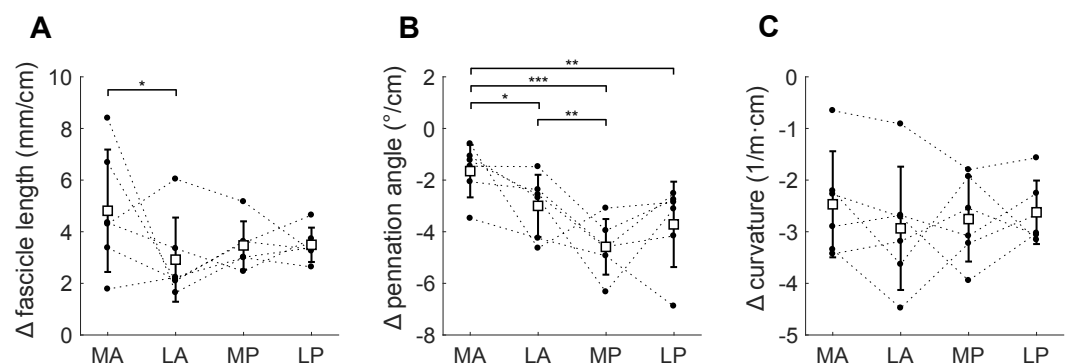 A
B
C
Δ fascicle length (mm/cm)
10
8
6
4
2
0
*
MA LA MP LP
Δ pennation angle (°/cm)
2
0
-2
-4
-6
-8
**
***
*
**
MA LA MP LP
Δ curvature (1/m·cm)
0
-1
-2
-3
-4
-5
MA LA MP LP